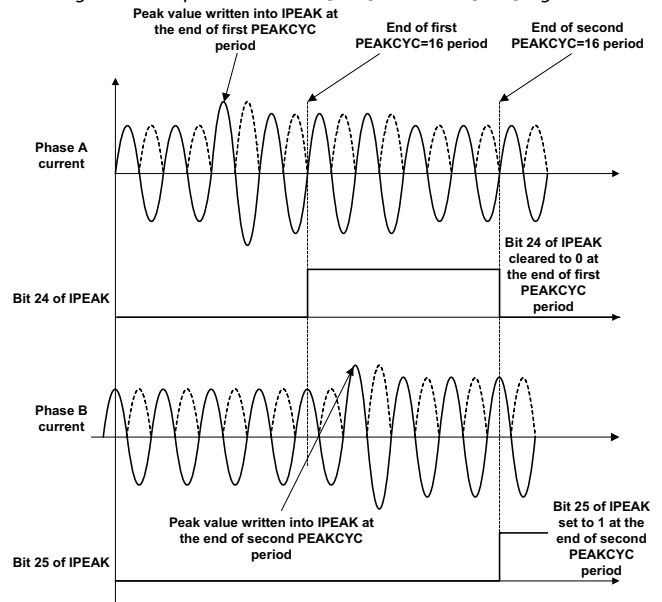 Peak value written into IPEAK at
the end of first PEAKCYC
period
End of first
PEAKCYC=16 period
End of second
PEAKCYC=16 period
Phase A
current
Bit 24 of IPEAK
cleared to 0 at
the end of first
PEAKCYC
period
Bit 24 of IPEAK
Phase B
current
Peak value written into IPEAK at
the end of second PEAKCYC
period
Bit 25 of IPEAK
set to 1 at the
end of second
PEAKCYC
period
Bit 25 of IPEAK